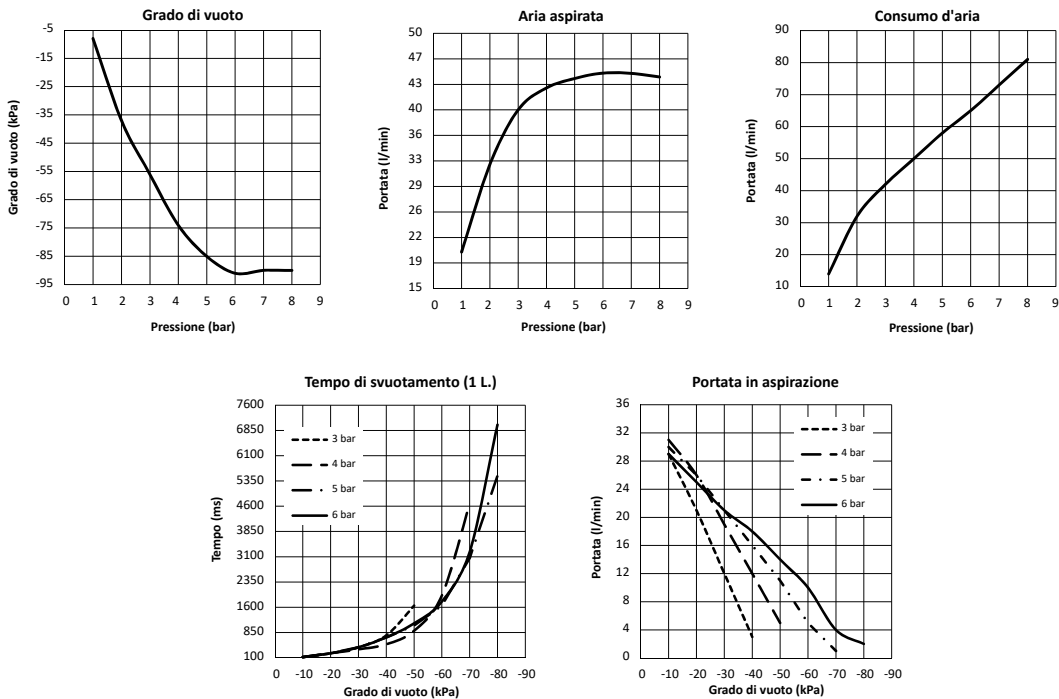 Grado di vuoto
-5
-15
-25
-35
-45
-55
-65
-75
-85
-95
Grado di vuoto (kPa)
0 1 2 3 4 5 6 7 8 9
Pressione (bar)
Aria aspirata
50
47
43
40
36
33
29
26
22
19
15
Portata (l/min)
0 1 2 3 4 5 6 7 8 9
Pressione (bar)
Consumo d'aria
90
80
70
60
50
40
30
20
10
Portata (l/min)
0 1 2 3 4 5 6 7 8 9
Pressione (bar)
Tempo di svuotamento (1 L.)
7600
6850
6100
5350
4600
3850
3100
2350
1600
850
100
Tempo (ms)
3 bar
4 bar
5 bar
6 bar
0 -10 -20 -30 -40 -50 -60 -70 -80 -90
Grado di vuoto (kPa)
Portata in aspirazione
36
32
28
24
20
16
12
8
4
0
Portata (l/min)
3 bar
4 bar
5 bar
6 bar
0 -10 -20 -30 -40 -50 -60 -70 -80 -90
Grado di vuoto (kPa)